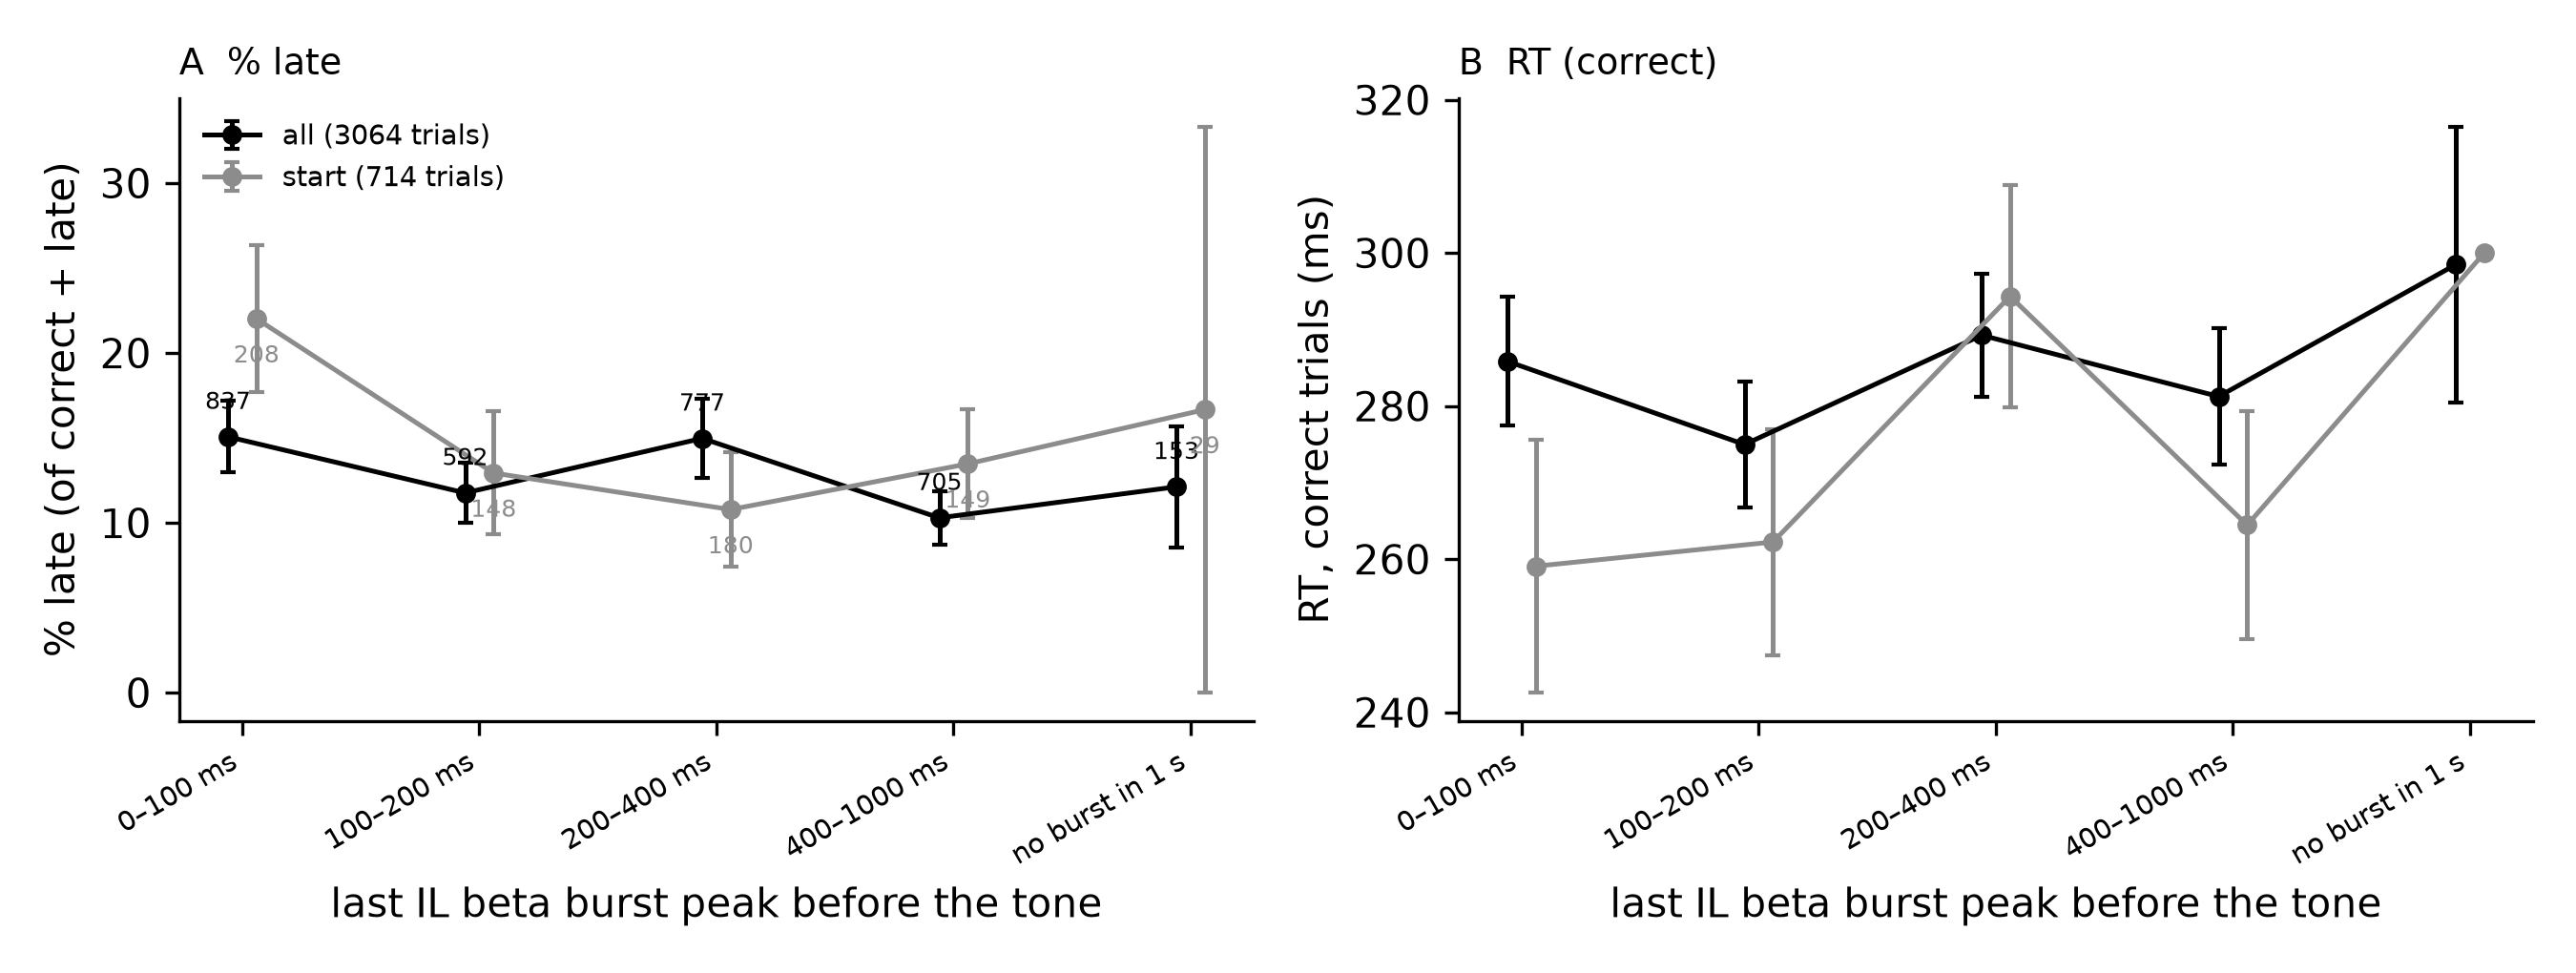 A % late
all (3064 trials)
start (714 trials)
% late (of correct + late)
30
20
10
0
837
208
592
148
777
180
705
149
153
29
0–100 ms
100–200 ms
200–400 ms
400–1000 ms
no burst in 1 s
last IL beta burst peak before the tone
B RT (correct)
RT, correct trials (ms)
320
300
280
260
240
0–100 ms
100–200 ms
200–400 ms
400–1000 ms
no burst in 1 s
last IL beta burst peak before the tone